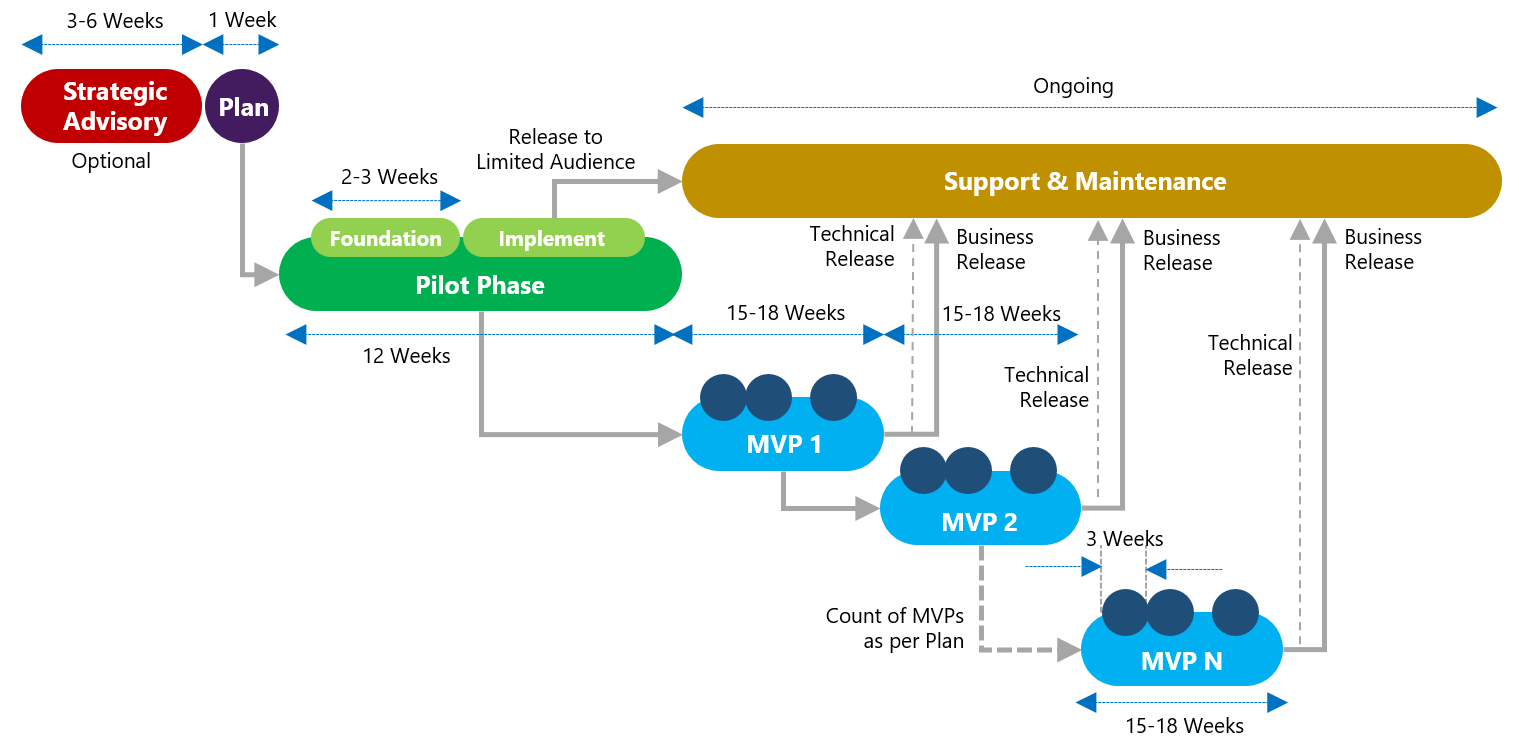 3-6 Weeks
1 Week
Strategic
Advisory
Plan
Optional
Ongoing
Release to
Limited Audience
Support & Maintenance
2-3 Weeks
Foundation
Implement
Pilot Phase
12 Weeks
Technical
Release
Business
Release
Business
Release
Business
Release
15-18 Weeks
15-18 Weeks
Technical
Release
Technical
Release
MVP 1
MVP 2
3 Weeks
Count of MVPs
as per Plan
MVP N
15-18 Weeks